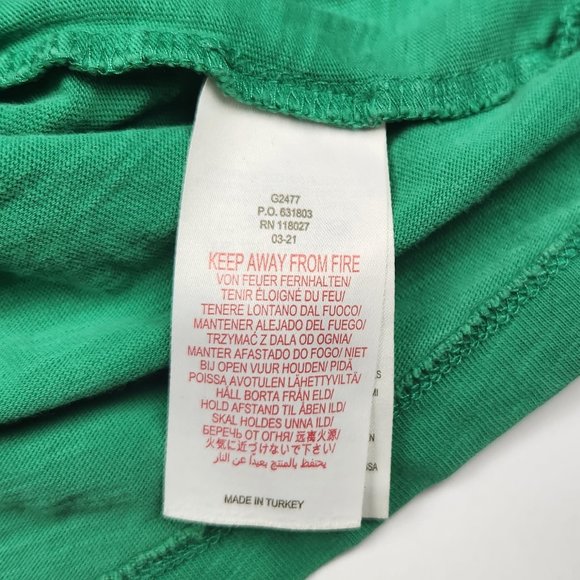 G2477
P.O. 631803
RN 118027
03-21
KEEP AWAY FROM FIRE
VON FEUER FERNHALTEN/
TENIR ÉLOIGNÉ DU FEU/
TENERE LONTANO DAL FUOCO/
MANTENER ALEJADO DEL FUEGO/
TRZYMAĆ Z DALA OD OGNIA/
MANTER AFASTADO DO FOGO/ NIET
BIJ OPEN VUUR HOUDEN/ PIDÄ
POISSA AVOTULEN LÄHETTYVILTÄ/
HÅLL BORTA FRÅN ELD/
HOLD AFSTAND TIL ÅBEN ILD/
SKAL HOLDES UNNA ILD/
БЕРЕЧЬ ОТ ОГНЯ/ 远离火源/
火気に近づけないで下さい/
يحتفظ بالمنتج بعيداً عن النار
MADE IN TURKEY